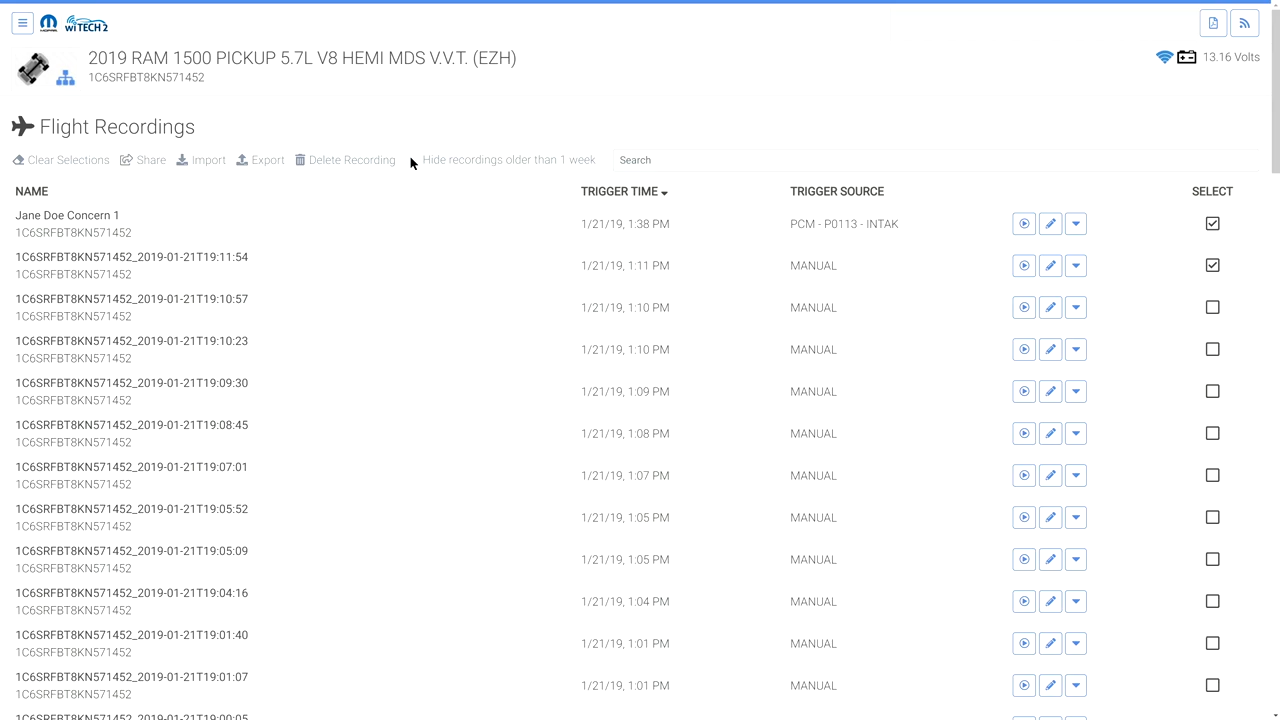 mopar
wiTECH 2
2019 RAM 1500 PICKUP 5.7L V8 HEMI MDS V.V.T. (EZH)
1C6SRFBT8KN571452
13.16 Volts
Flight Recordings
Clear Selections Share Import Export Delete Recording Hide recordings older than 1 week Search
NAME TRIGGER TIME TRIGGER SOURCE SELECT
Jane Doe Concern 1
1C6SRFBT8KN571452 1/21/19, 1:38 PM PCM - P0113 - INTAK
1C6SRFBT8KN571452_2019-01-21T19:11:54
1C6SRFBT8KN571452 1/21/19, 1:11 PM MANUAL
1C6SRFBT8KN571452_2019-01-21T19:10:57
1C6SRFBT8KN571452 1/21/19, 1:10 PM MANUAL
1C6SRFBT8KN571452_2019-01-21T19:10:23
1C6SRFBT8KN571452 1/21/19, 1:10 PM MANUAL
1C6SRFBT8KN571452_2019-01-21T19:09:30
1C6SRFBT8KN571452 1/21/19, 1:09 PM MANUAL
1C6SRFBT8KN571452_2019-01-21T19:08:45
1C6SRFBT8KN571452 1/21/19, 1:08 PM MANUAL
1C6SRFBT8KN571452_2019-01-21T19:07:01
1C6SRFBT8KN571452 1/21/19, 1:07 PM MANUAL
1C6SRFBT8KN571452_2019-01-21T19:05:52
1C6SRFBT8KN571452 1/21/19, 1:05 PM MANUAL
1C6SRFBT8KN571452_2019-01-21T19:05:09
1C6SRFBT8KN571452 1/21/19, 1:05 PM MANUAL
1C6SRFBT8KN571452_2019-01-21T19:04:16
1C6SRFBT8KN571452 1/21/19, 1:04 PM MANUAL
1C6SRFBT8KN571452_2019-01-21T19:01:40
1C6SRFBT8KN571452 1/21/19, 1:01 PM MANUAL
1C6SRFBT8KN571452_2019-01-21T19:01:07
1C6SRFBT8KN571452 1/21/19, 1:01 PM MANUAL
1C6SRFBT8KN571452_2019-01-21T19:00:05